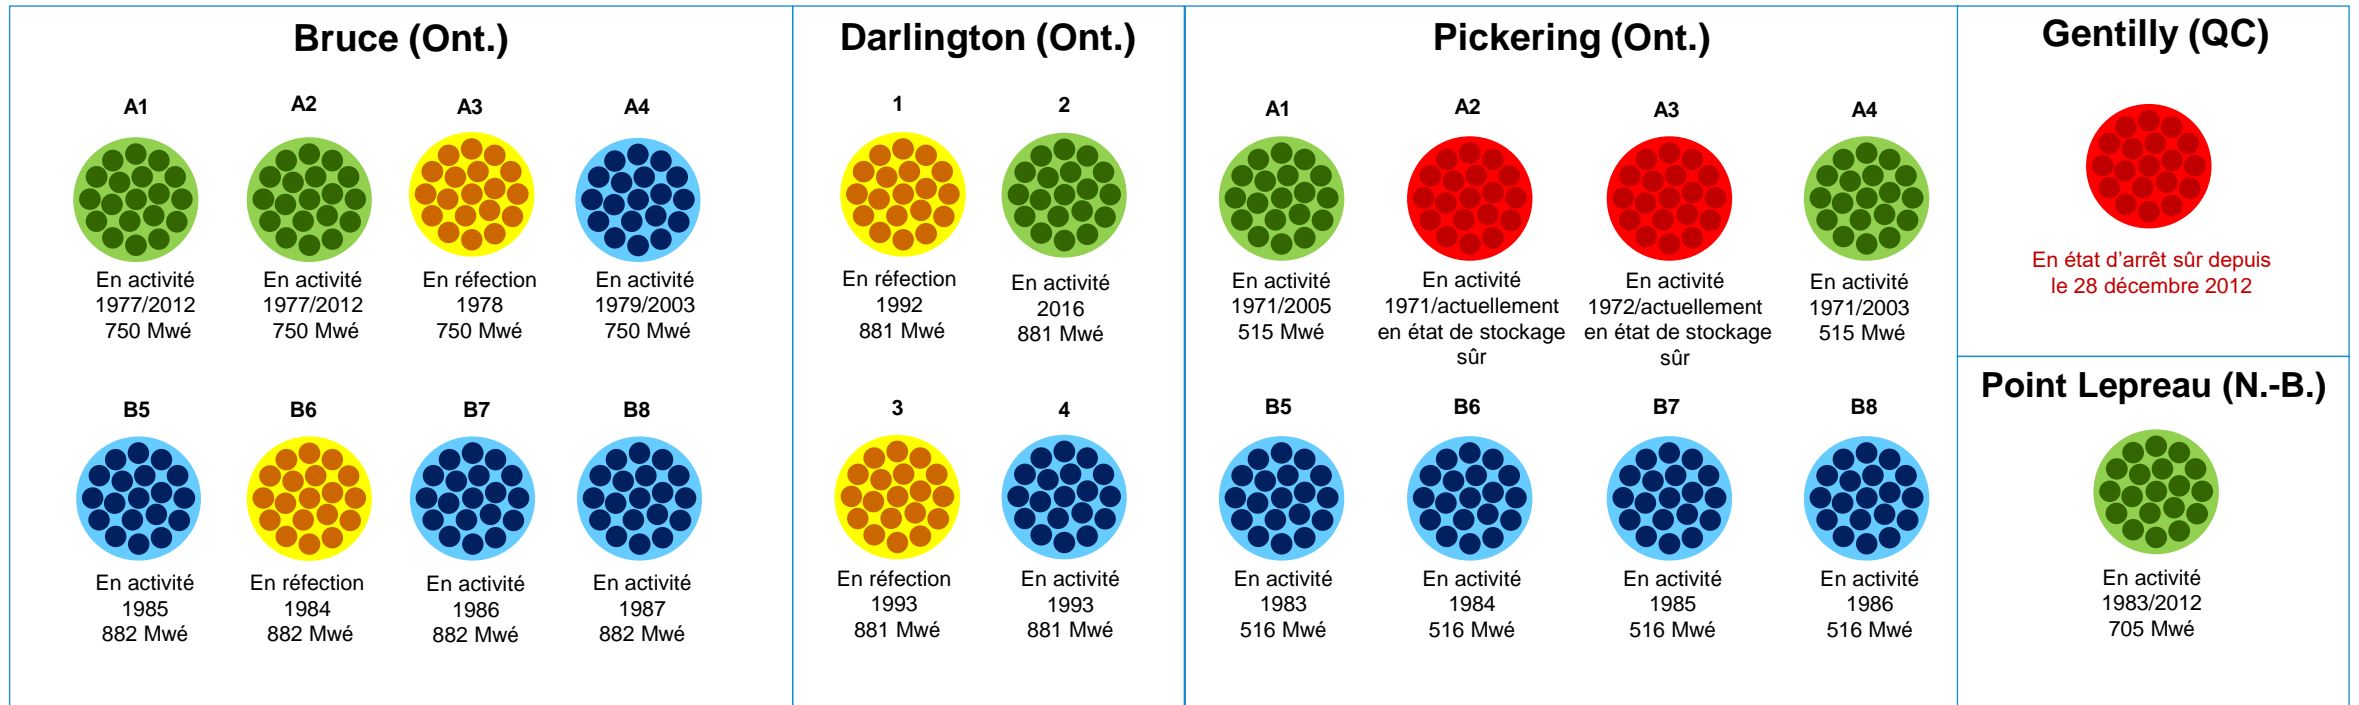 Bruce (Ont.)
A1
En activité
1977/2012
750 Mwé
A2
En activité
1977/2012
750 Mwé
A3
En réfection
1978
750 Mwé
A4
En activité
1979/2003
750 Mwé
B5
En activité
1985
882 Mwé
B6
En réfection
1984
882 Mwé
B7
En activité
1986
882 Mwé
B8
En activité
1987
882 Mwé
Darlington (Ont.)
1
En réfection
1992
881 Mwé
2
En activité
2016
881 Mwé
3
En réfection
1993
881 Mwé
4
En activité
1993
881 Mwé
Pickering (Ont.)
A1
En activité
1971/2005
515 Mwé
A2
En activité
1971/actuellement
en état de stockage
sûr
A3
En activité
1972/actuellement
en état de stockage
sûr
A4
En activité
1971/2003
515 Mwé
B5
En activité
1983
516 Mwé
B6
En activité
1984
516 Mwé
B7
En activité
1985
516 Mwé
B8
En activité
1986
516 Mwé
Gentilly (QC)
En état d'arrêt sûr depuis
le 28 décembre 2012
Point Lepreau (N.-B.)
En activité
1983/2012
705 Mwé